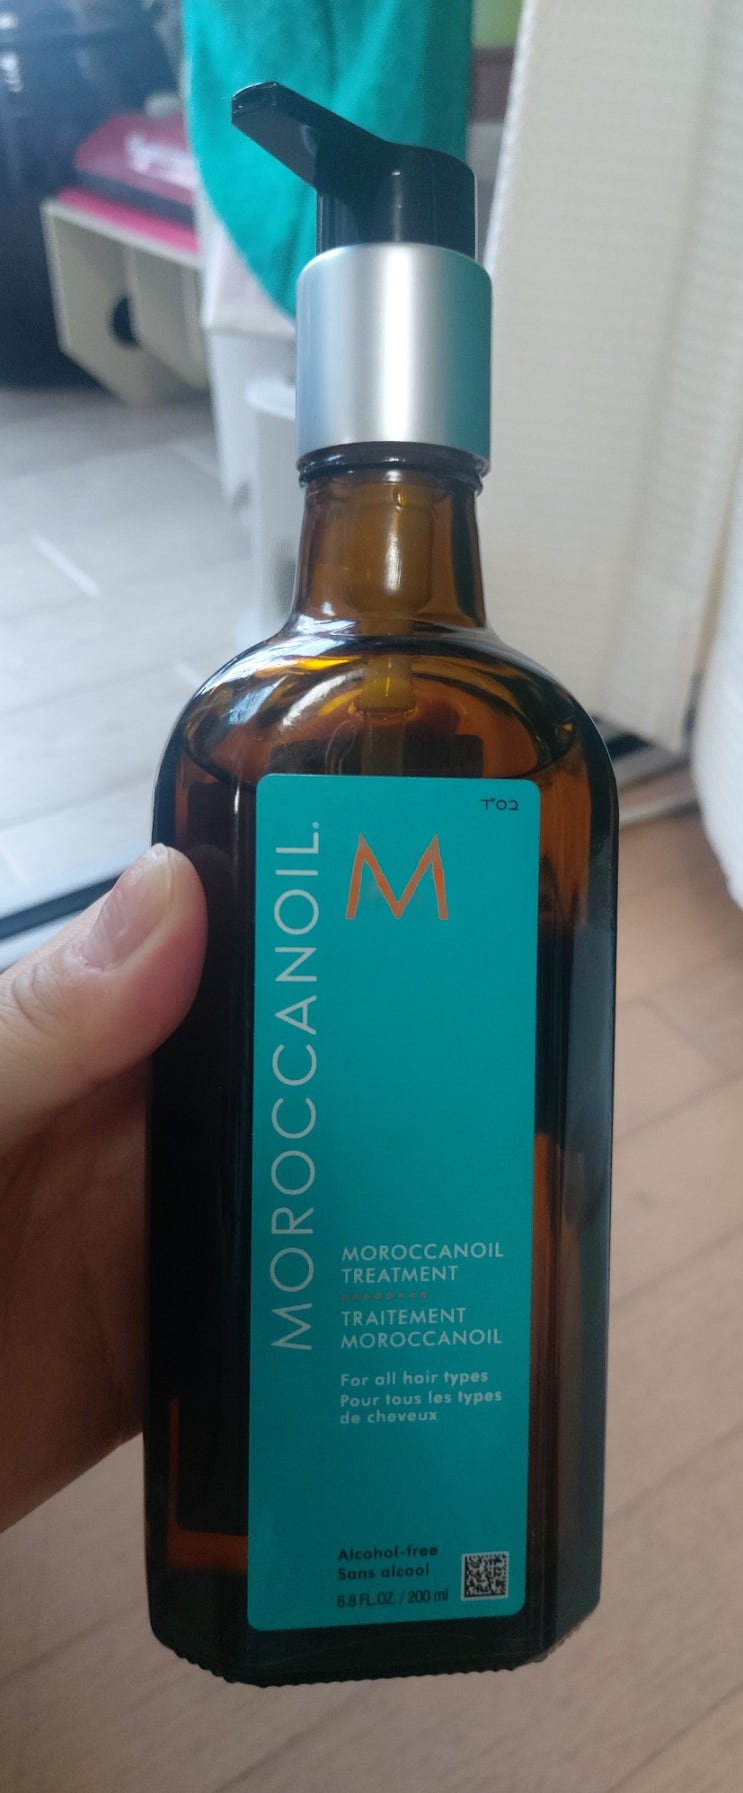 בס"ד
M
MOROCCANOIL.
MOROCCANOIL
TREATMENT
TRAITEMENT
MOROCCANOIL
For all hair types
Pour tous les types
de cheveux
Alcohol-free
Sans alcool
6.8 FL.OZ. / 200 ml